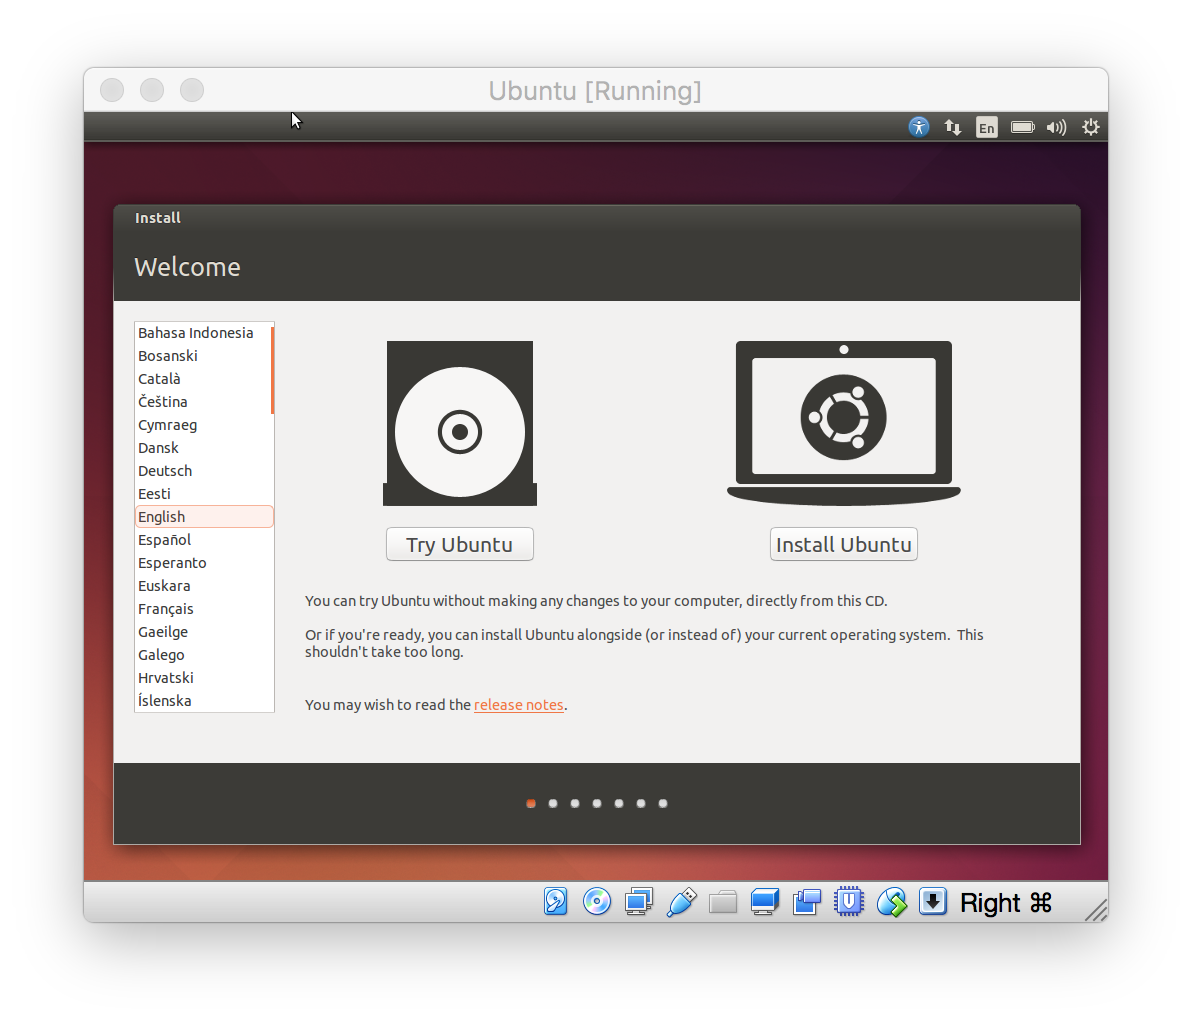 Ubuntu [Running]
En
Install
Welcome
Bahasa Indonesia
Bosanski
Català
Čeština
Cymraeg
Dansk
Deutsch
Eesti
English
Español
Esperanto
Euskara
Français
Gaeilge
Galego
Hrvatski
Íslenska
Try Ubuntu
Install Ubuntu
You can try Ubuntu without making any changes to your computer, directly from this CD.
Or if you're ready, you can install Ubuntu alongside (or instead of) your current operating system.  This
shouldn't take too long.
You may wish to read the release notes.
Right ⌘